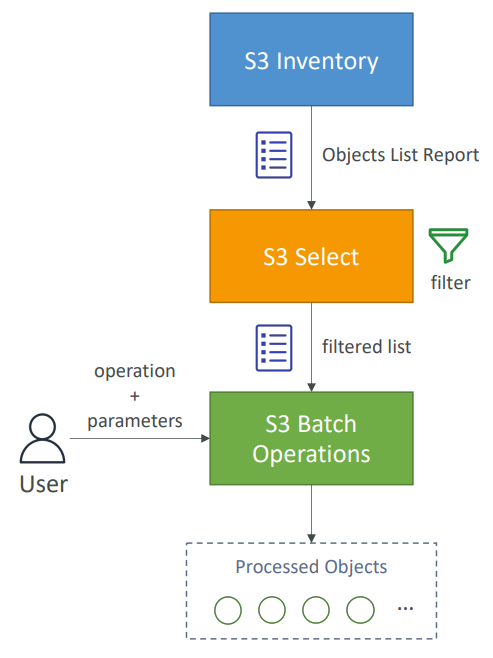 S3 Inventory
Objects List Report
S3 Select
filter
filtered list
operation
+
parameters
User
S3 Batch
Operations
Processed Objects
...